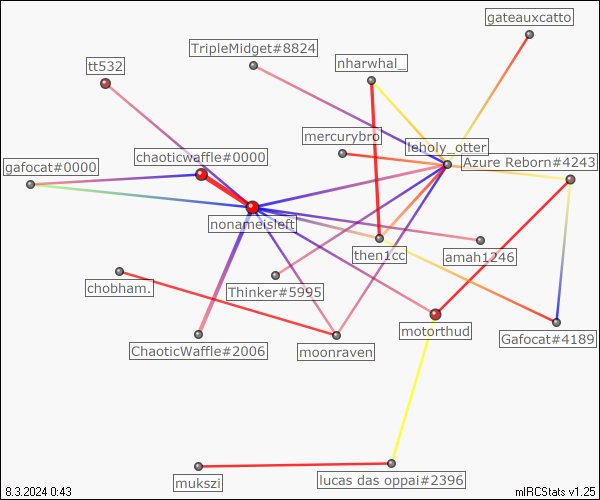 gateauxcatto
TripleMidget#8824
nharwhal_
tt532
mercurybro
leholy_otter
chaoticwaffle#0000
Azure Reborn#4243
gafocat#0000
nonameisleft
then1cc
amah1246
chobham.
Thinker#5995
motorthud
Gafocat#4189
ChaoticWaffle#2006
moonraven
mukszi
lucas das oppai#2396
8.3.2024 0:43
mIRCStats v1.25